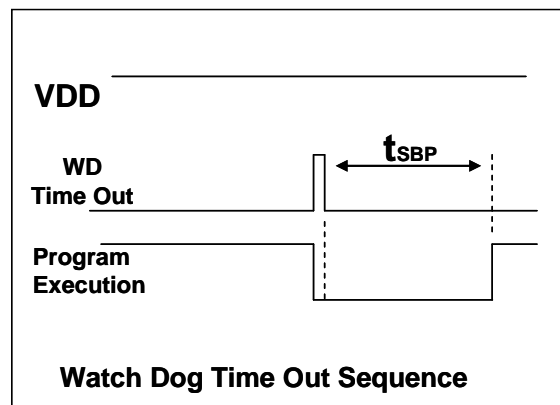 VDD
tSBP
WD
Time Out
Program
Execution
Watch Dog Time Out Sequence